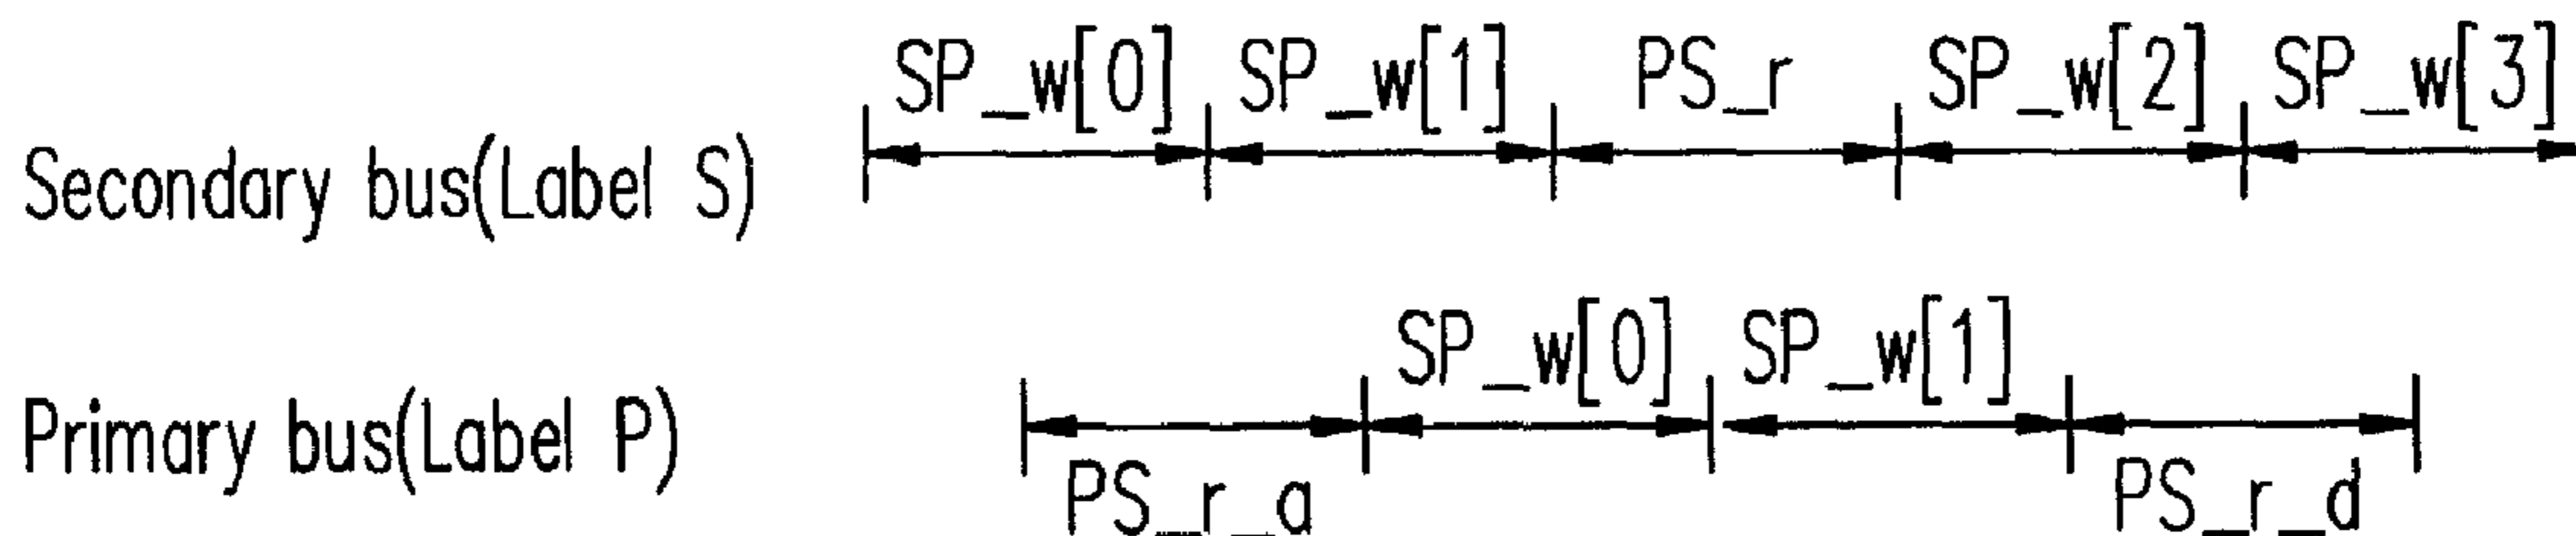 SP_w[0] SP_w[1] PS_r SP_w[2] SP_w[3]
Secondary bus(Label S)
SP_w[0] SP_w[1]
Primary bus(Label P)
PS_r_a PS_r_d